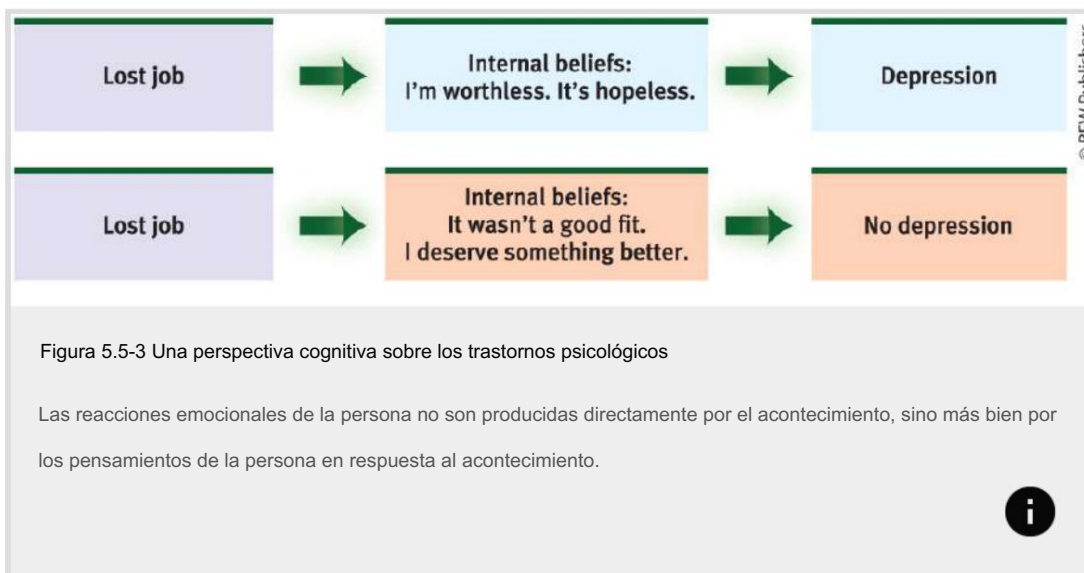 Lost job
Internal beliefs:
I'm worthless. It's hopeless.
Depression
Lost job
Internal beliefs:
It wasn't a good fit.
I deserve something better.
No depression
© BFW Publishers
Figura 5.5-3 Una perspectiva cognitiva sobre los trastornos psicológicos
Las reacciones emocionales de la persona no son producidas directamente por el acontecimiento, sino más bien por
los pensamientos de la persona en respuesta al acontecimiento.
i